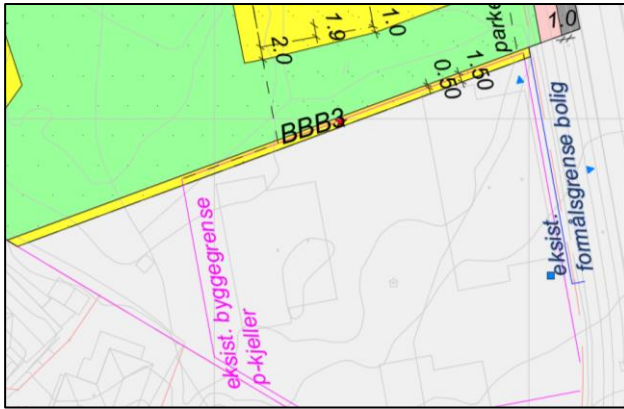 2.0
1.9
1.0
parke
1.0
0.50
1.50
BBB3
eksist. byggegrense
p-kjeller
eksist.
formålsgrense bolig